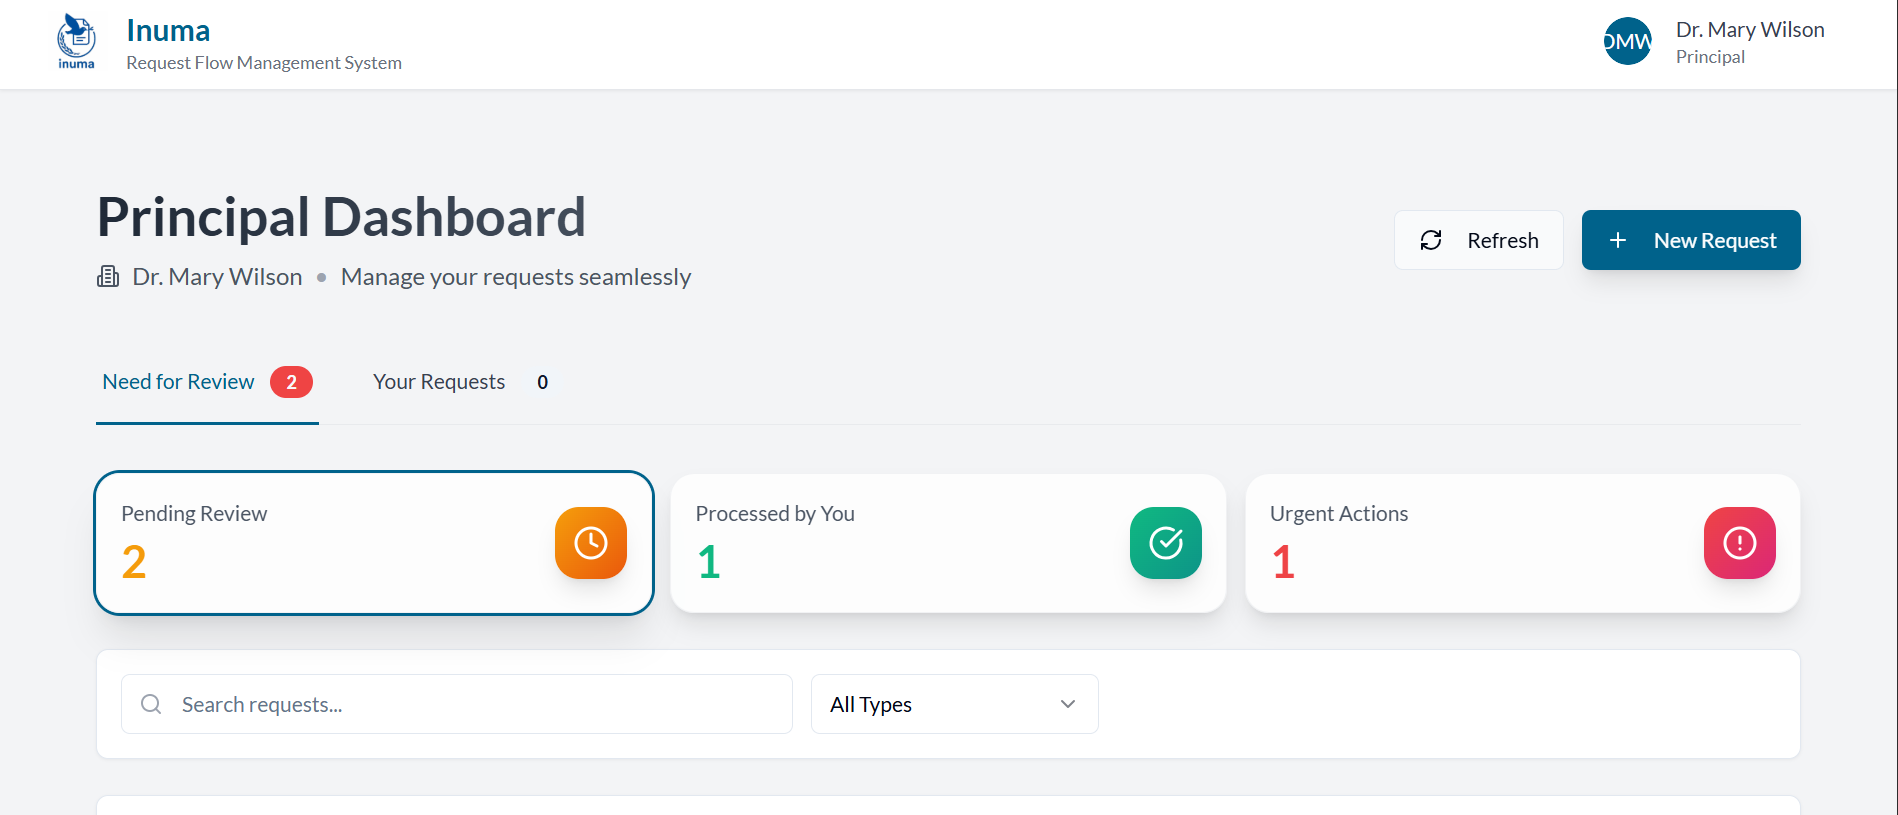 inuma
Inuma
Request Flow Management System
DMW
Dr. Mary Wilson
Principal
Principal Dashboard
Dr. Mary Wilson • Manage your requests seamlessly
Refresh
New Request
Need for Review 2
Your Requests 0
Pending Review
2
Processed by You
1
Urgent Actions
1
Search requests...
All Types